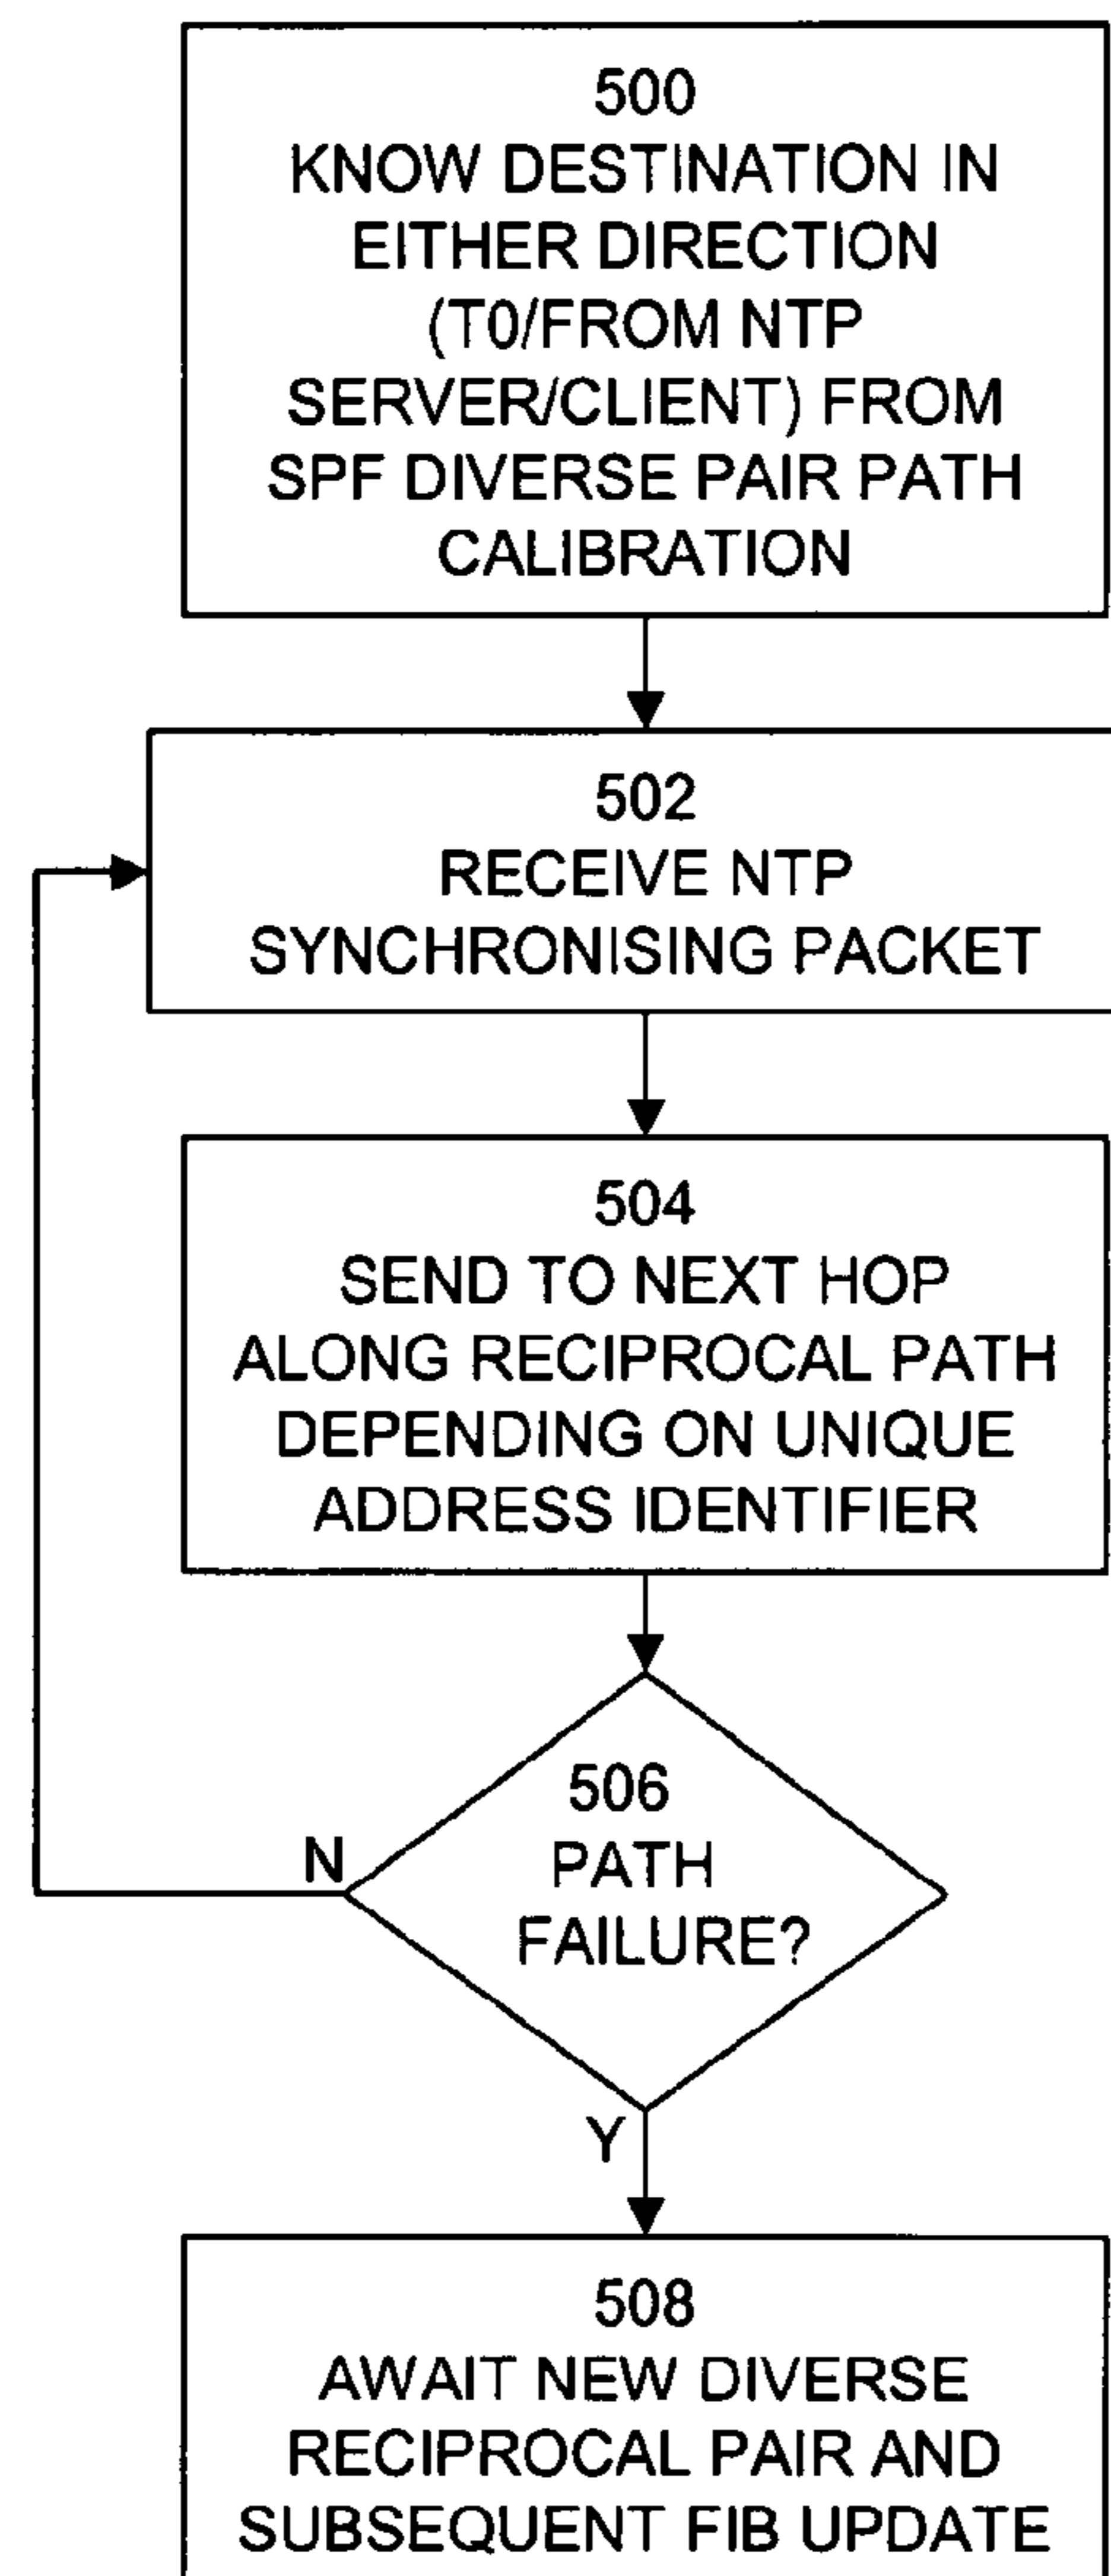 500
KNOW DESTINATION IN
EITHER DIRECTION
(T0/FROM NTP
SERVER/CLIENT) FROM
SPF DIVERSE PAIR PATH
CALIBRATION
502
RECEIVE NTP
SYNCHRONISING PACKET
504
SEND TO NEXT HOP
ALONG RECIPROCAL PATH
DEPENDING ON UNIQUE
ADDRESS IDENTIFIER
506
PATH
FAILURE?
N
Y
508
AWAIT NEW DIVERSE
RECIPROCAL PAIR AND
SUBSEQUENT FIB UPDATE